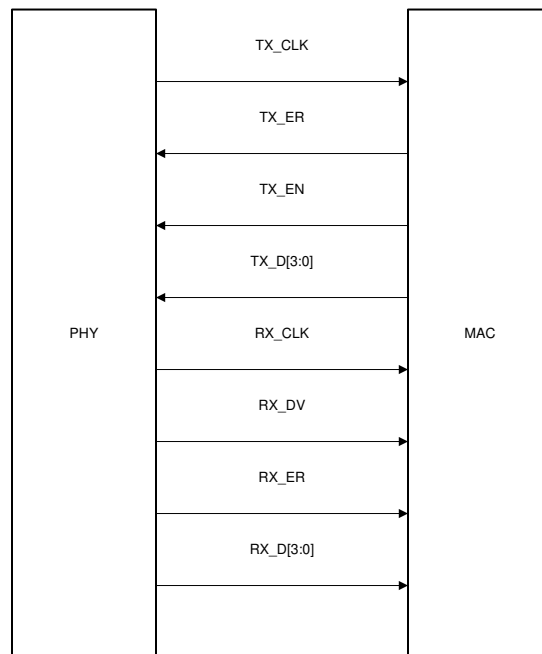 TX_CLK
TX_ER
TX_EN
TX_D[3:0]
PHY
RX_CLK
MAC
RX_DV
RX_ER
RX_D[3:0]